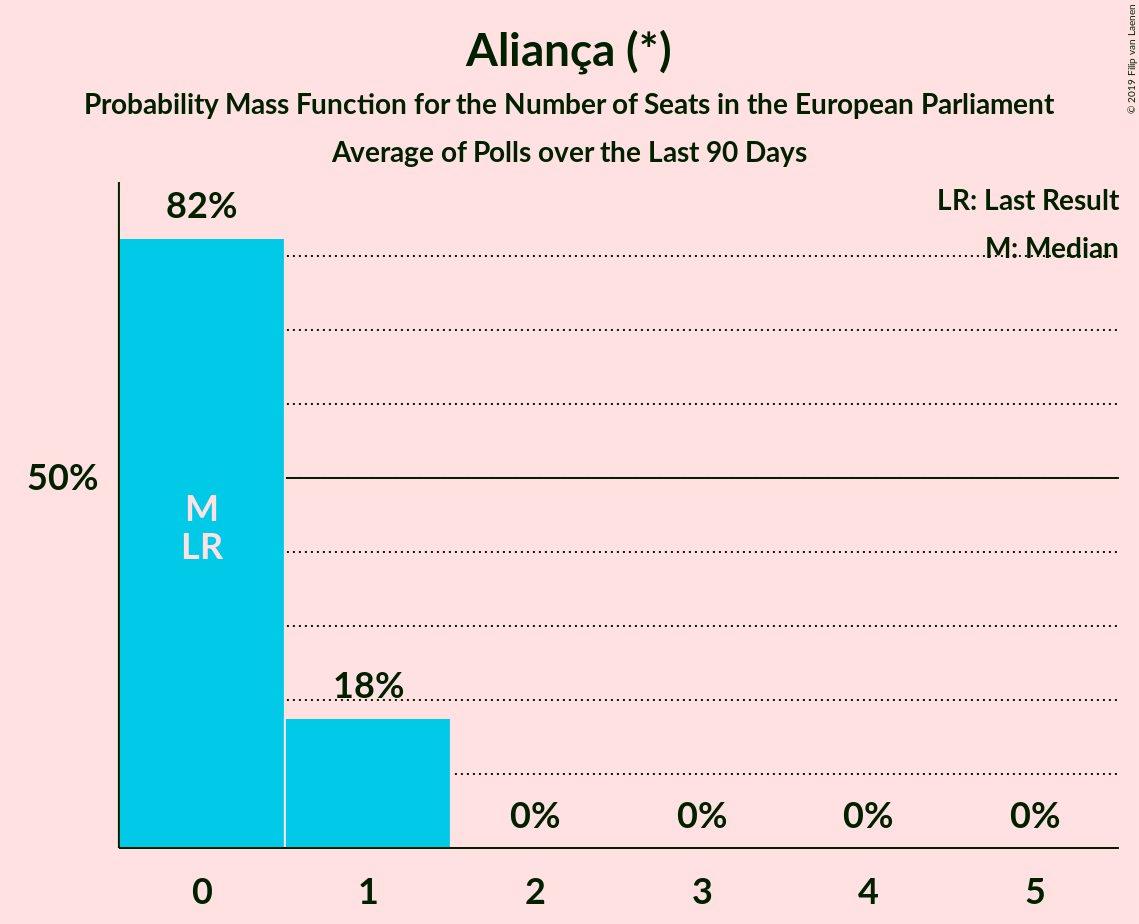 Aliança (*)
Probability Mass Function for the Number of Seats in the European Parliament
Average of Polls over the Last 90 Days
© 2019 Filip van Laenen
LR: Last Result
M: Median
82%
50%
M
LR
18%
0%
0%
0%
0%
0
1
2
3
4
5